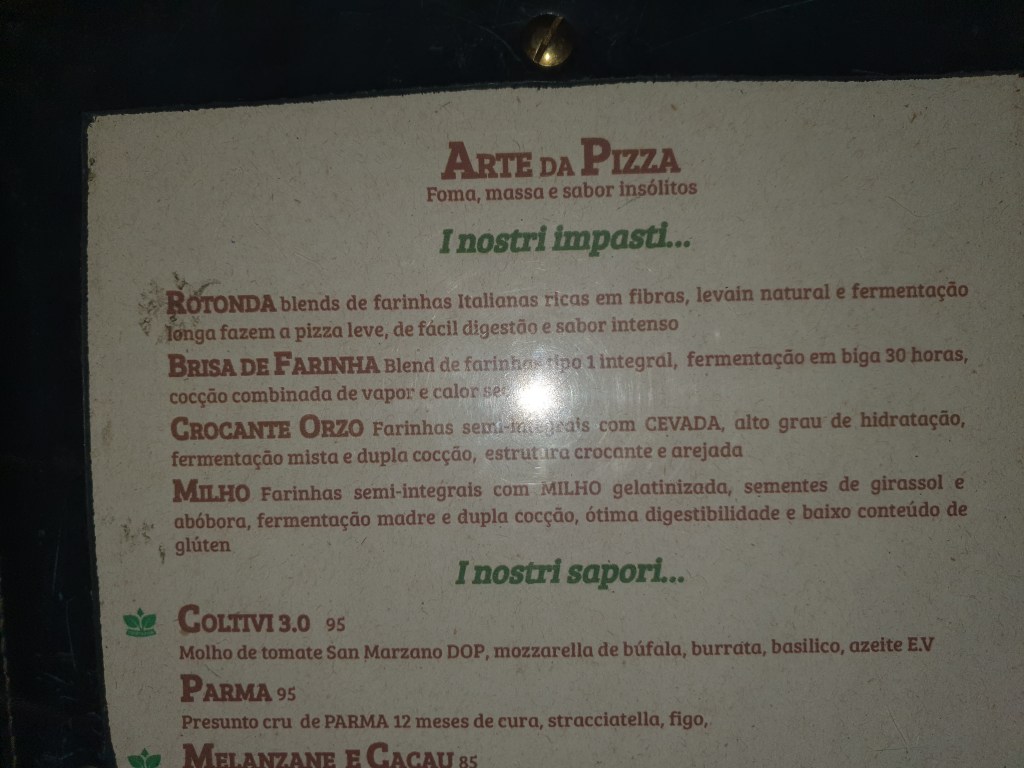 ARTE DA PIZZA
Foma, massa e sabor insólitos
I nostri impasti...
ROTONDA blends de farinhas Italianas ricas em fibras, levain natural e fermentação
longa fazem a pizza leve, de fácil digestão e sabor intenso
BRISA DE FARINHA Blend de farinhas tipo 1 integral, fermentação em biga 30 horas,
cocção combinada de vapor e calor
CROCANTE ORZO Farinhas semi-integrais com CEVADA, alto grau de hidratação,
fermentação mista e dupla cocção, estrutura crocante e arejada
MILHO Farinhas semi-integrais com MILHO gelatinizada, sementes de girassol e
abóbora, fermentação madre e dupla cocção, ótima digestibilidade e baixo conteúdo de
glúten
I nostri sapori...
COLTIVI 3.0 95
Molho de tomate San Marzano DOP, mozzarella de búfala, burrata, basilico, azeite E.V
PARMA 95
Presunto cru de PARMA 12 meses de cura, stracciatella, figo,
MELANZANE E CACAU 85